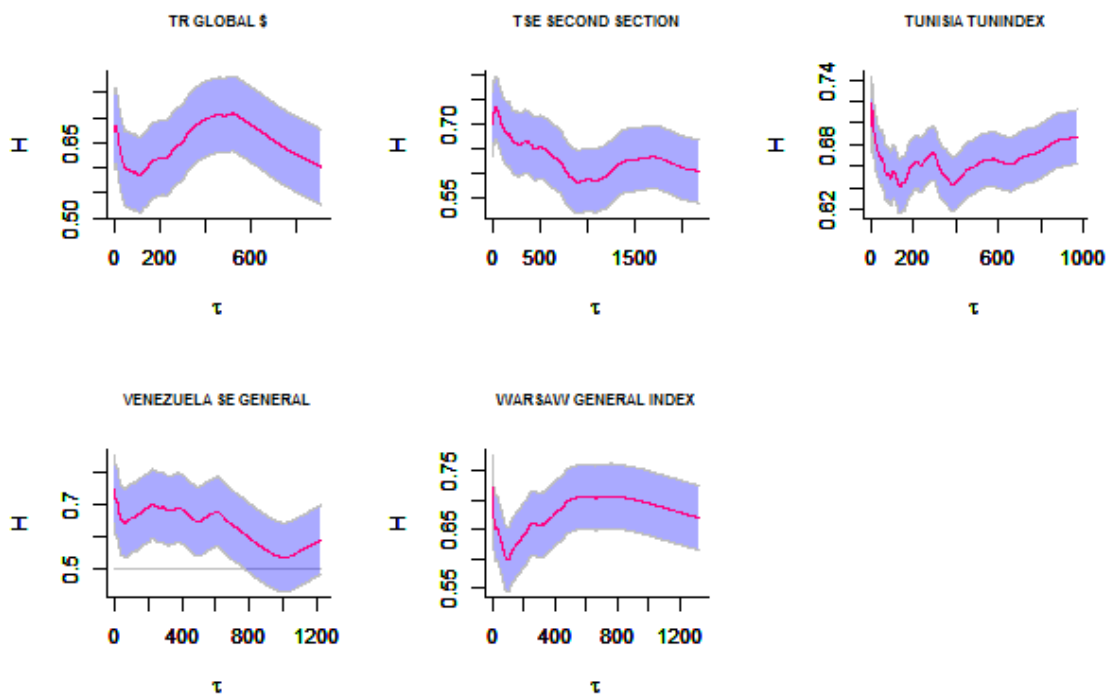 TR GLOBAL $
TSE SECOND SECTION
TUNISIA TUNINDEX
H
0.50 0.65
0 200 600
τ
H
0.55 0.70
0 500 1500
τ
H
0.62 0.68 0.74
0 200 600 1000
τ
VENEZUELA SE GENERAL
WARSAW GENERAL INDEX
H
0.5 0.7
0 400 800 1200
τ
H
0.55 0.65 0.75
0 400 800 1200
τ